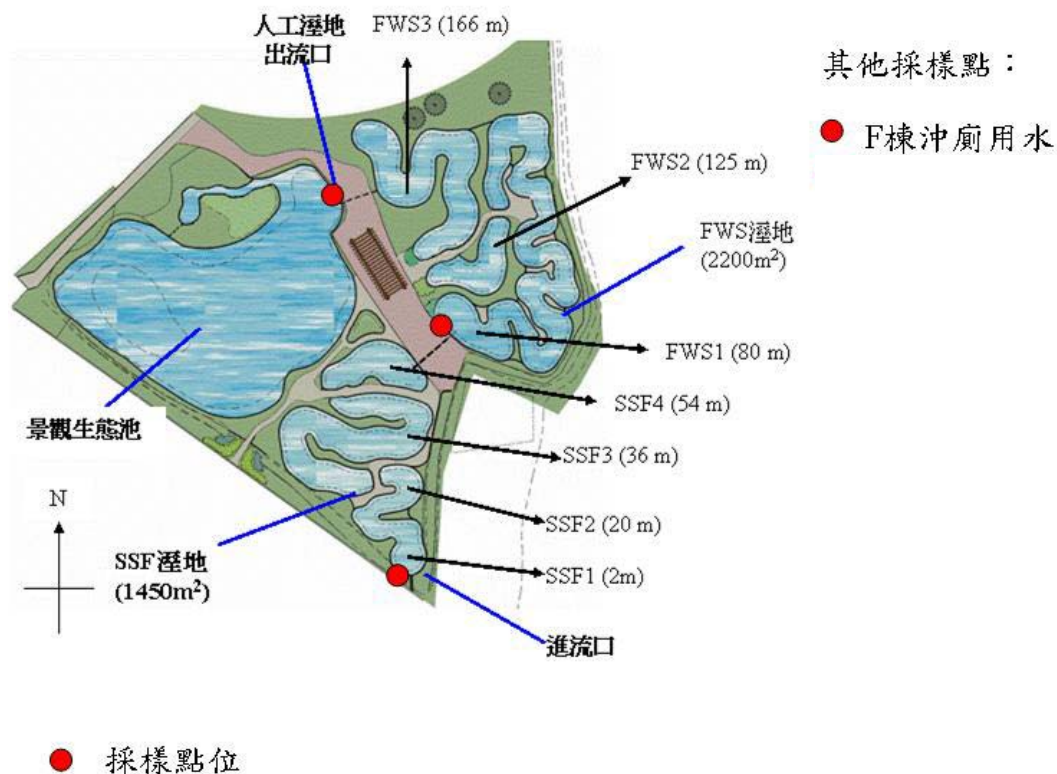 人工溼地
出流口
FWS3 (166 m)
其他採樣點：
F棟沖廁用水
FWS2 (125 m)
FWS溼地
(2200m²)
FWS1 (80 m)
SSF4 (54 m)
景觀生態池
SSF3 (36 m)
N
SSF2 (20 m)
SSF溼地
(1450m²)
SSF1 (2m)
進流口
採樣點位